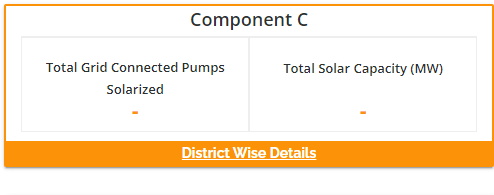 Component C
Total Grid Connected Pumps
Solarized
-
Total Solar Capacity (MW)
-
District Wise Details